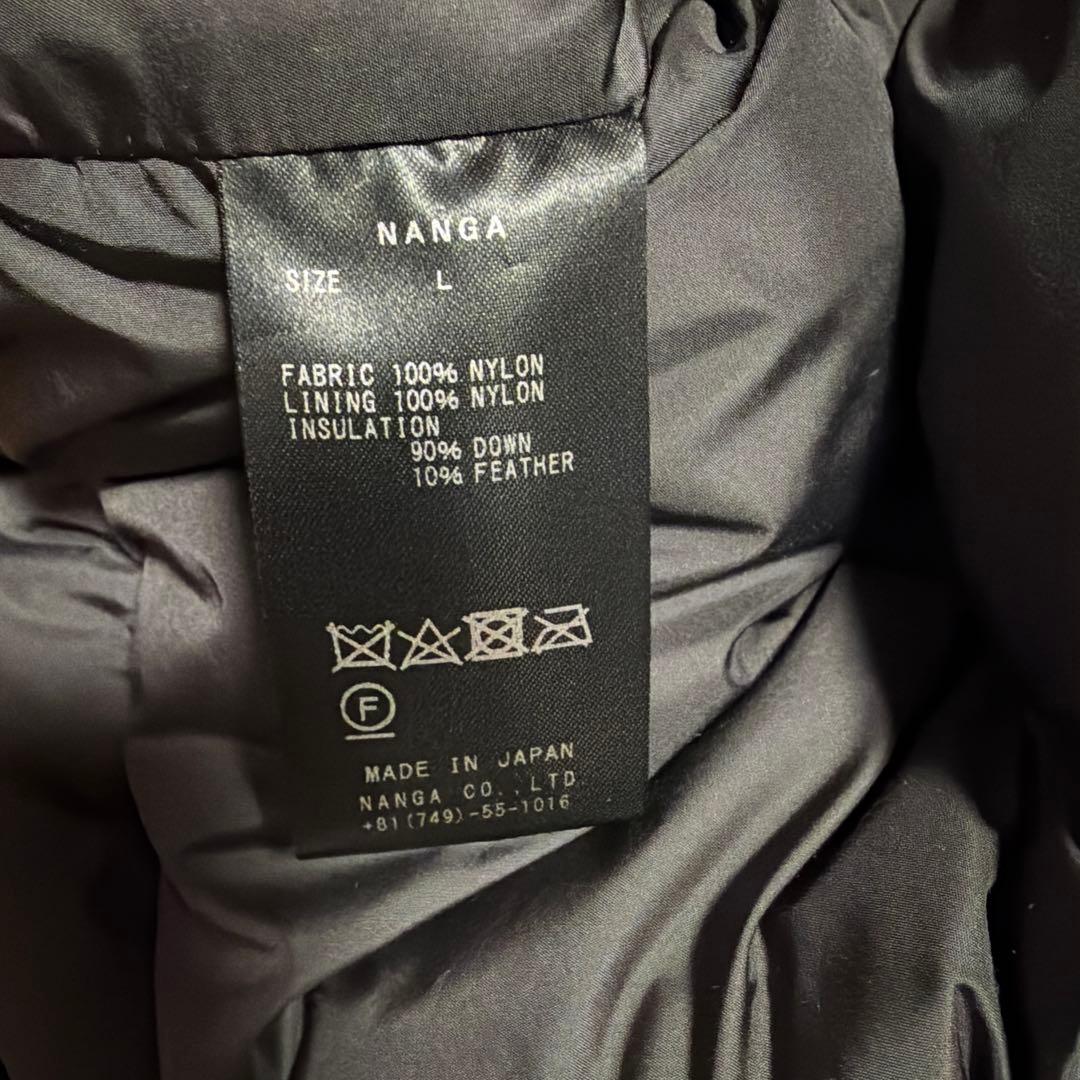 NANGA
SIZE L
FABRIC 100% NYLON
LINING 100% NYLON
INSULATION
90% DOWN
10% FEATHER
F
MADE IN JAPAN
NANGA CO.,LTD
+81(749)-55-1016